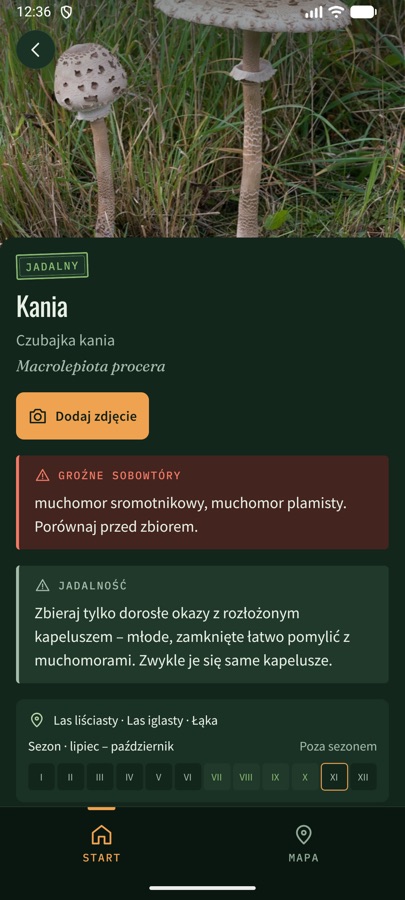 12:36
JADALNY
Kania
Czubajka kania
Macrolepiota procera
Dodaj zdjęcie
GROŹNE SOBOWTÓRY
muchomor sromotnikowy, muchomor plamisty.
Porównaj przed zbiorem.
JADALNOŚĆ
Zbieraj tylko dorosłe okazy z rozłożonym
kapeluszem – młode, zamknięte łatwo pomylić z
muchomorami. Zwykle je się same kapelusze.
Las liściasty · Las iglasty · Łąka
Sezon · lipiec – październik Poza sezonem
I II III IV V VI VII VIII IX X XI XII
START MAPA